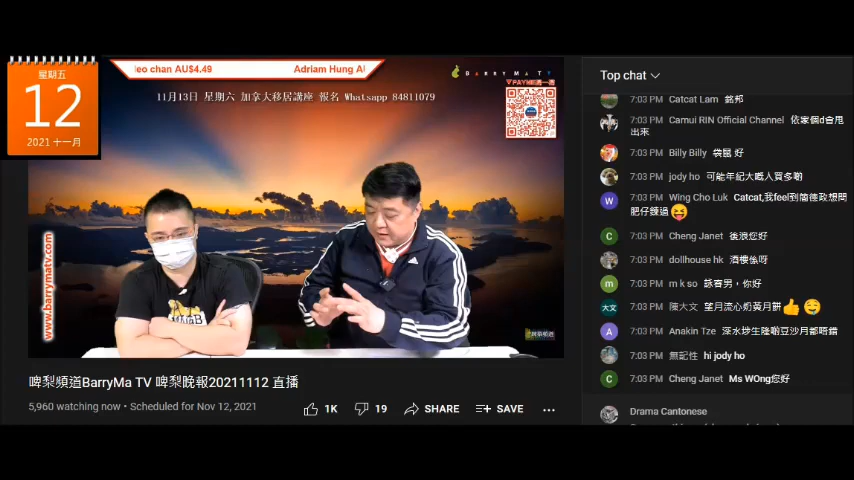 星期五
12
2021 十一月
leo chan AU$4.49
Adriam Hung A
BARRYMATV
11月13日 星期六 加拿大移居講座 報名 Whatsapp 84811079
www.barrymatv.com
啤梨頻道BarryMa TV 啤梨晚報20211112 直播
5,960 watching now • Scheduled for Nov 12, 2021
1K
19
SHARE
SAVE
Top chat
7:03 PM Catcat Lam 銘邦
7:03 PM Camui RIN Official Channel 依家個d會甩
出來
7:03 PM Billy Billy 袋鼠 好
7:03 PM jody ho 可能年紀大嘅人買多啲
W 7:03 PM Wing Cho Luk Catcat,我feel到簡德政想問
肥仔鍾過😝
C 7:03 PM Cheng Janet 後浪您好
7:03 PM dollhouse hk 酒樓係呀
m 7:03 PM m k so 詠賚男，你好
大文 7:03 PM 陳大文 望月流心奶黃月餅👍🤤
A 7:03 PM Anakin Tze 深水埗生隆啲豆沙月都唔錯
7:03 PM 無記性 hi jody ho
C 7:03 PM Cheng Janet Ms WOng您好
Drama Cantonese